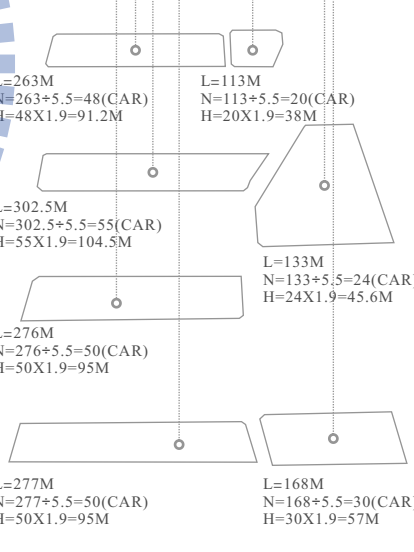 L=263M
N=263÷5.5=48(CAR)
H=48X1.9=91.2M
L=113M
N=113÷5.5=20(CAR)
H=20X1.9=38M
L=302.5M
N=302.5÷5.5=55(CAR)
H=55X1.9=104.5M
L=133M
N=133÷5.5=24(CAR)
H=24X1.9=45.6M
L=276M
N=276÷5.5=50(CAR)
H=50X1.9=95M
L=277M
N=277÷5.5=50(CAR)
H=50X1.9=95M
L=168M
N=168÷5.5=30(CAR)
H=30X1.9=57M